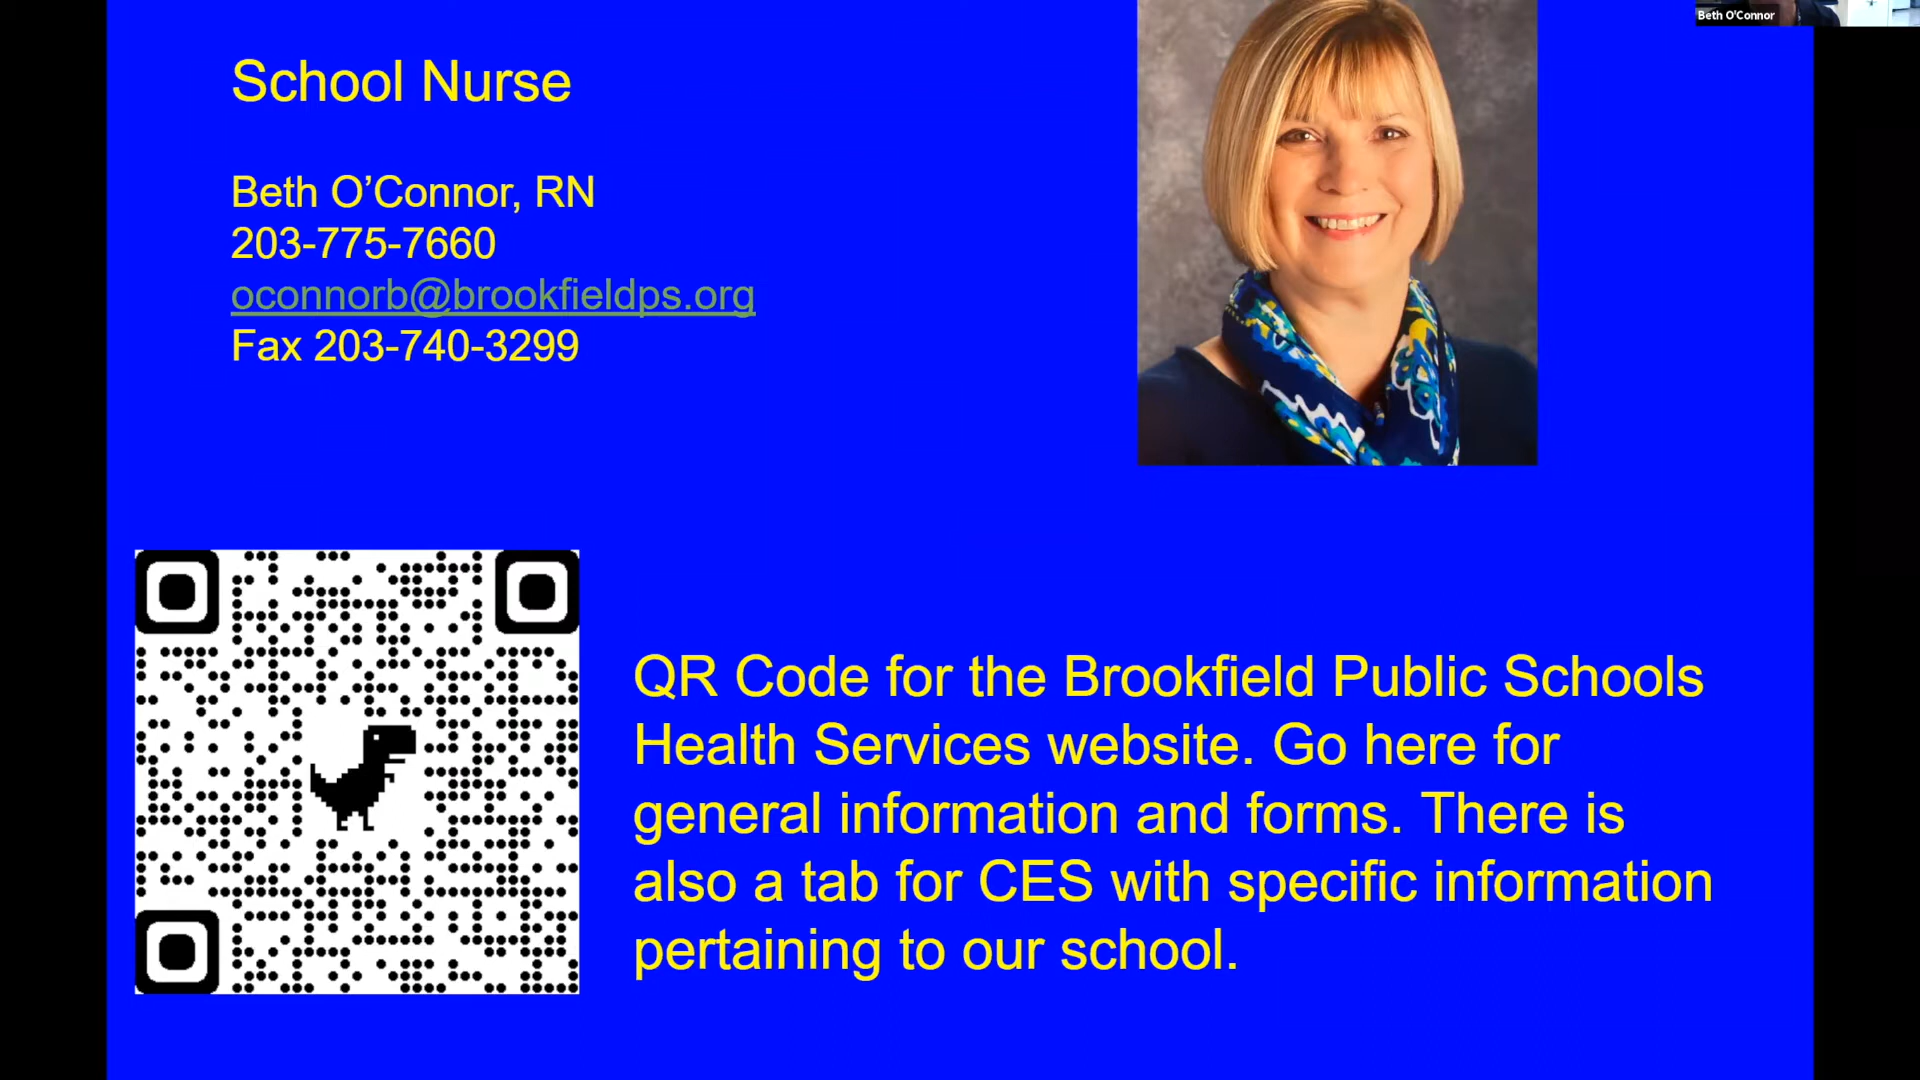 Beth O'Connor
School Nurse
Beth O’Connor, RN
203-775-7660
oconnorb@brookfieldps.org
Fax 203-740-3299
QR Code for the Brookfield Public Schools
Health Services website. Go here for
general information and forms. There is
also a tab for CES with specific information
pertaining to our school.